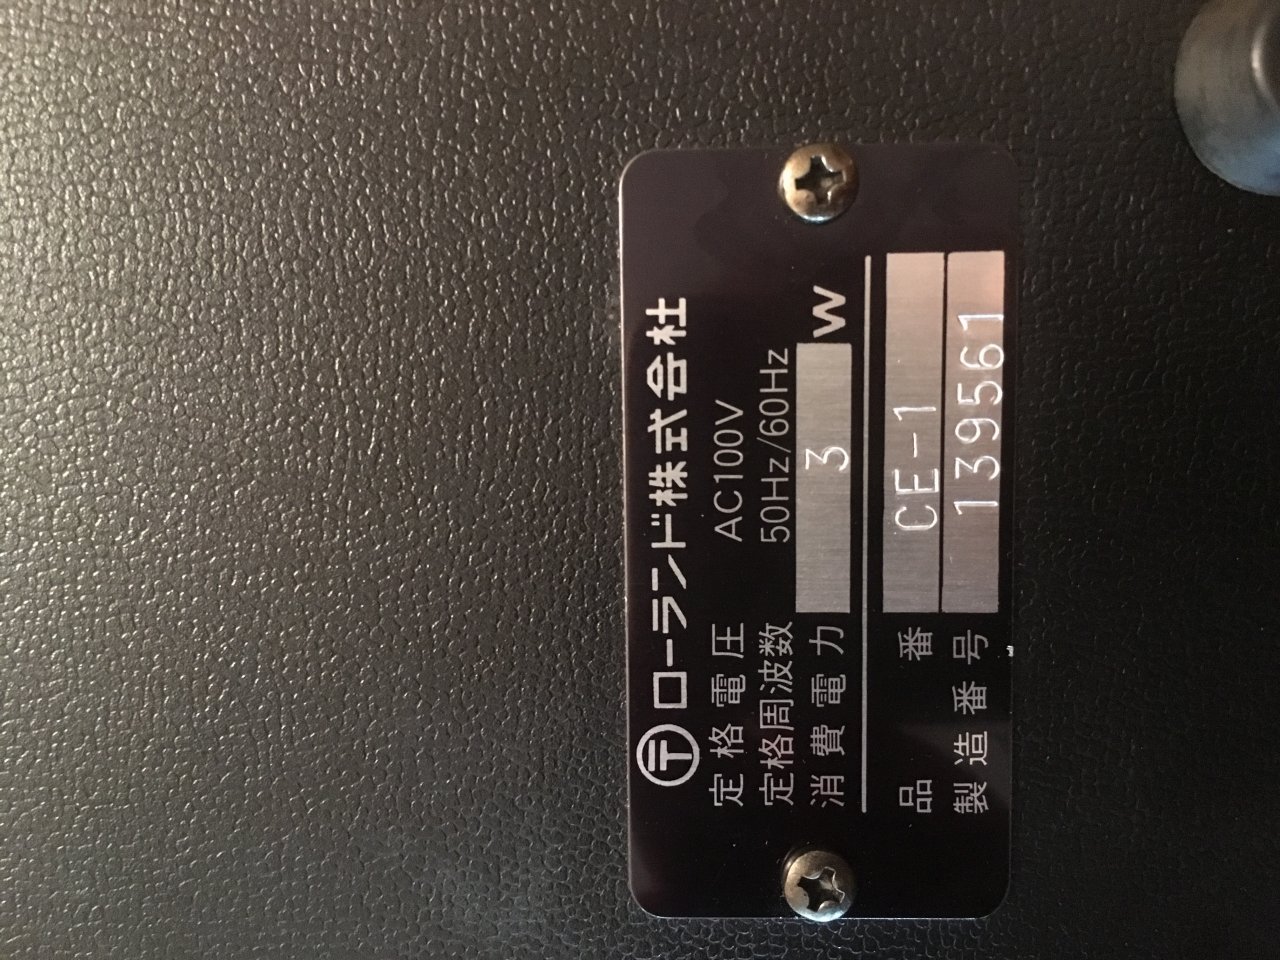 〒ローランド株式会社
定格電圧 AC100V
定格周波数 50Hz/60Hz
消費電力 3 W
品番 CE-1
製造番号 139561